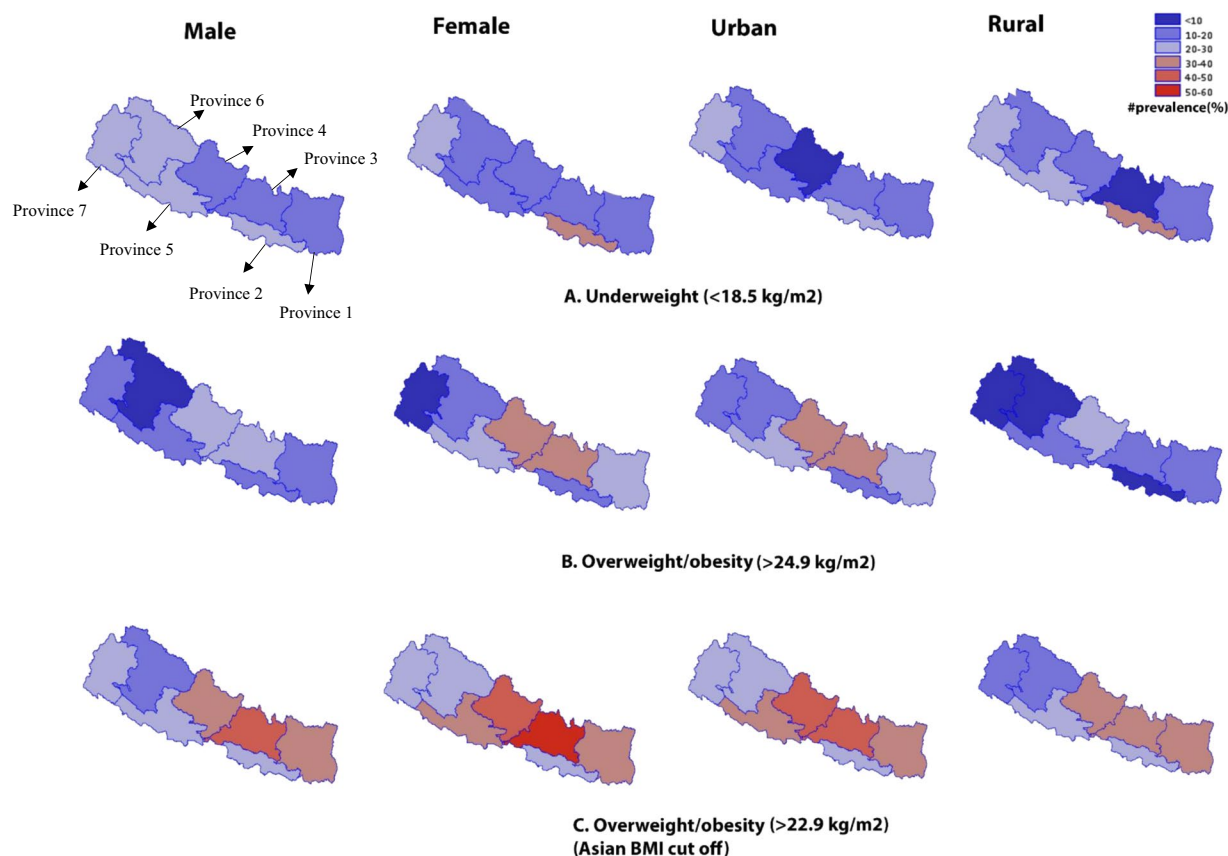 Male
Female
Urban
Rural
<10
10-20
20-30
30-40
40-50
50-60
#prevalence(%)
Province 6
Province 4
Province 3
Province 7
Province 5
Province 2
Province 1
A. Underweight (<18.5 kg/m2)
B. Overweight/obesity (>24.9 kg/m2)
C. Overweight/obesity (>22.9 kg/m2)
(Asian BMI cut off)